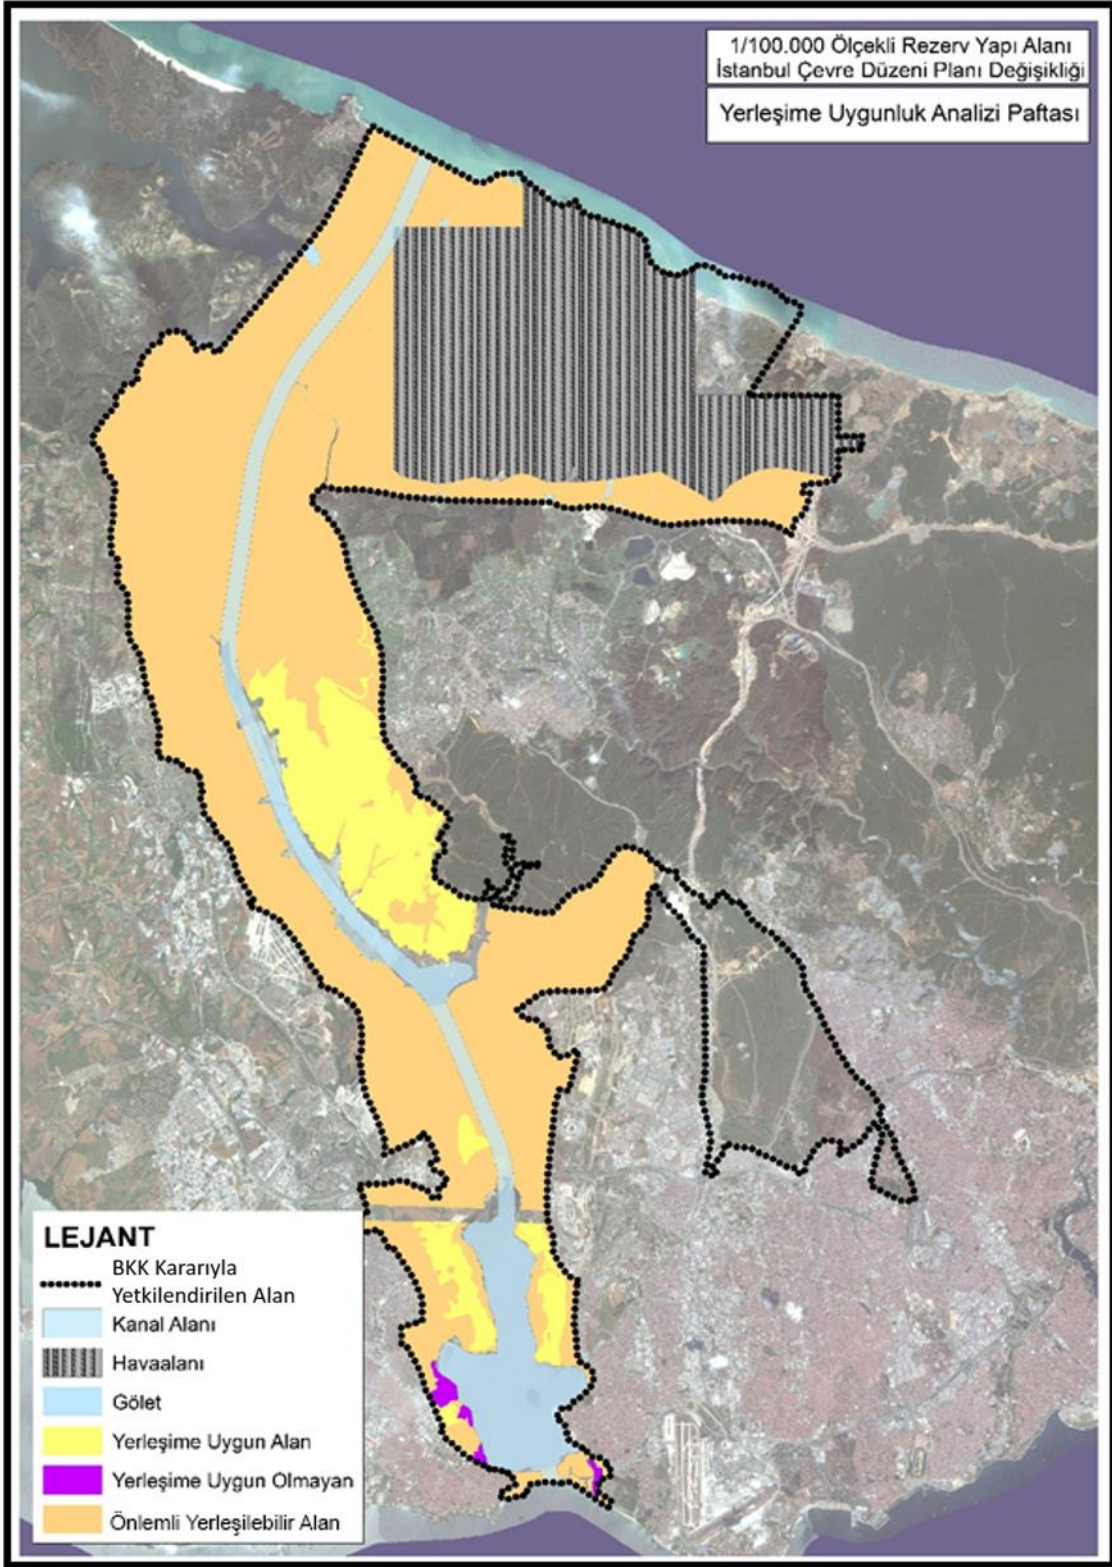 1/100.000 Ölçekli Rezerv Yapı Alanı
İstanbul Çevre Düzeni Planı Değişikliği
Yerleşime Uygunluk Analizi Paftası
LEJANT
BKK Kararıyla
Yetkilendirilen Alan
Kanal Alanı
Havaalanı
Gölet
Yerleşime Uygun Alan
Yerleşime Uygun Olmayan
Önlemli Yerleşilebilir Alan